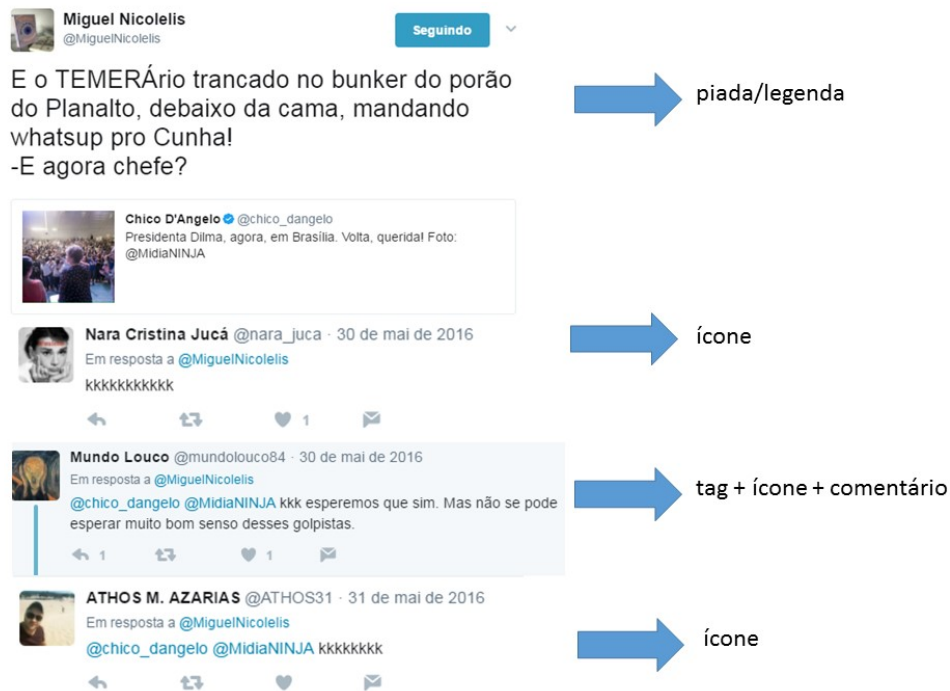 Miguel Nicolelis
@MiguelNicolelis
Seguindo
E o TEMERÁrio trancado no bunker do porão
do Planalto, debaixo da cama, mandando
whatsup pro Cunha!
-E agora chefe?
piada/legenda
Chico D'Angelo @chico_dangelo
Presidenta Dilma, agora, em Brasília. Volta, querida! Foto:
@MidiaNINJA
Nara Cristina Jucá @nara_juca · 30 de mai de 2016
Em resposta a @MiguelNicolelis
kkkkkkkkkkk
1
ícone
Mundo Louco @mundolouco84 · 30 de mai de 2016
Em resposta a @MiguelNicolelis
@chico_dangelo @MidiaNINJA kkk esperemos que sim. Mas não se pode
esperar muito bom senso desses golpistas.
1 1
tag + ícone + comentário
ATHOS M. AZARIAS @ATHOS31 · 31 de mai de 2016
Em resposta a @MiguelNicolelis
@chico_dangelo @MidiaNINJA kkkkkkkk
ícone